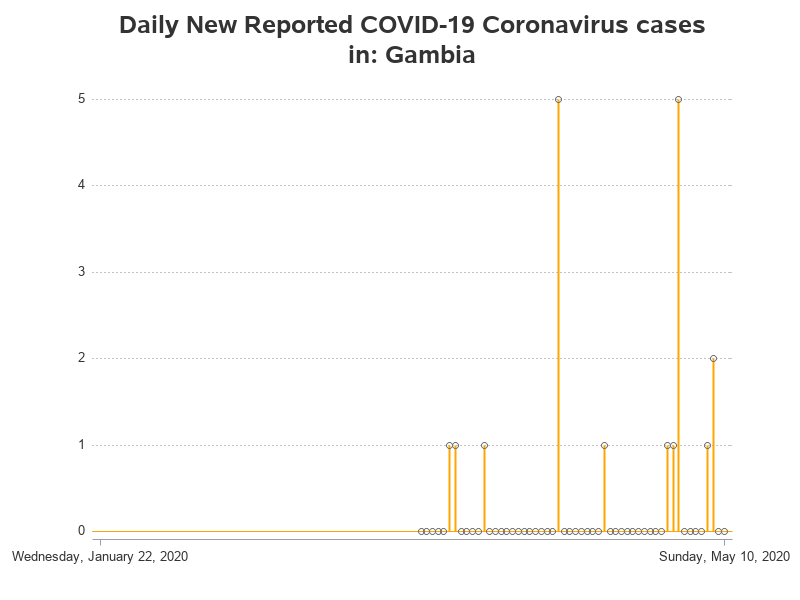 Daily New Reported COVID-19 Coronavirus cases
in: Gambia
5
4
3
2
1
0
Wednesday, January 22, 2020
Sunday, May 10, 2020